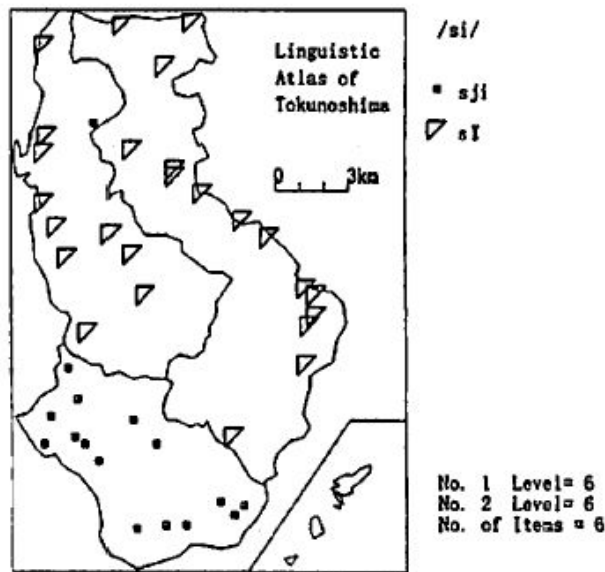 /si/
Linguistic
Atlas of
Tokunoshima
sji
sï
0 3km
No. 1 Level= 6
No. 2 Level= 6
No. of Items = 6